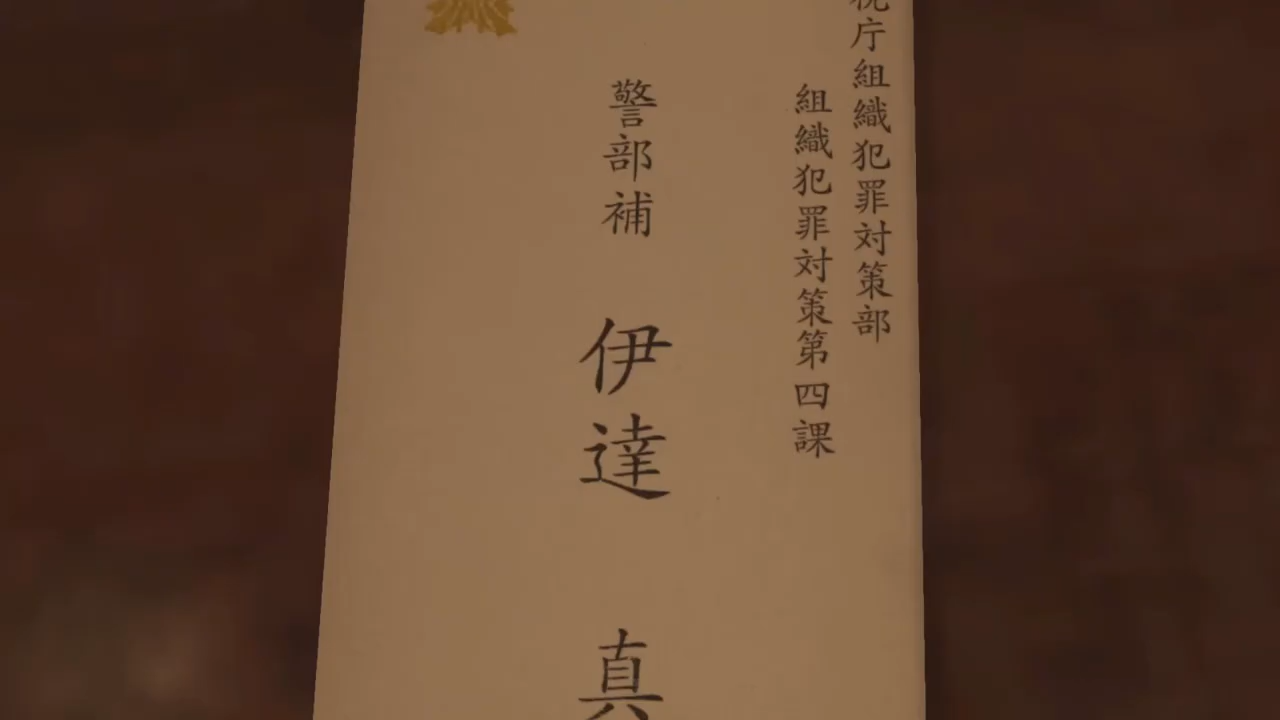 視庁組織犯罪対策部
組織犯罪対策第四課
警部補
伊達 真